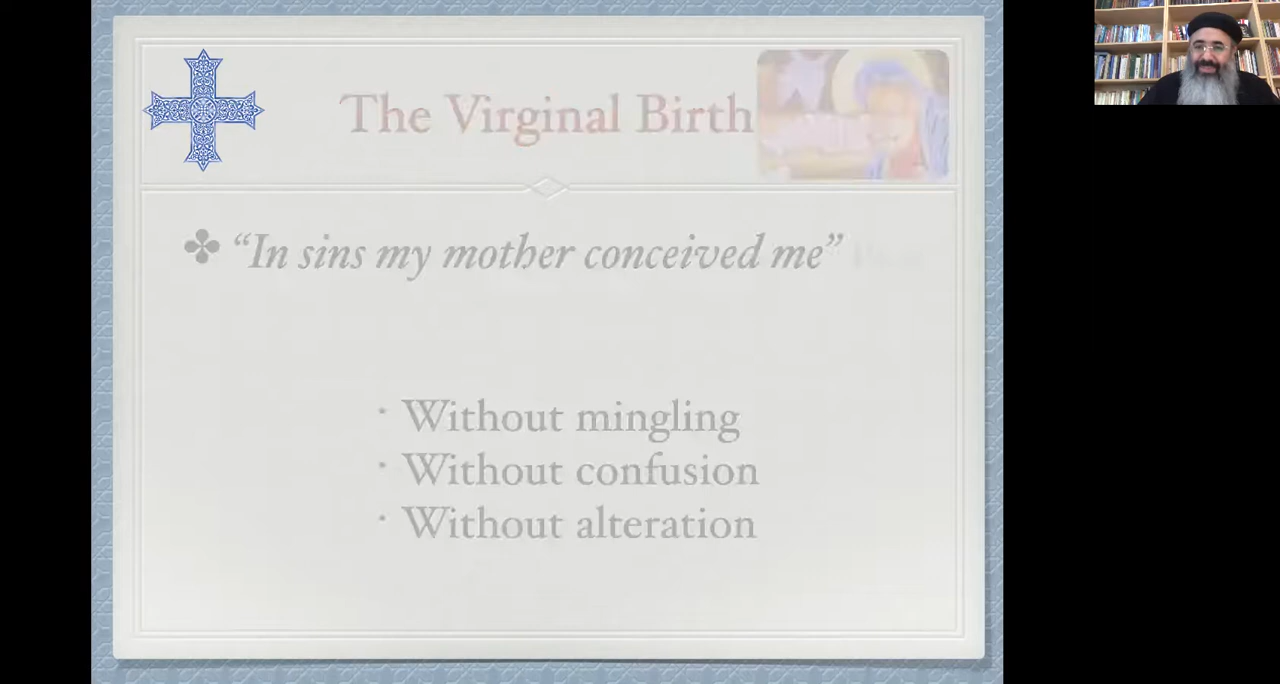 The Virginal Birth
“In sins my mother conceived me”
Without mingling
Without confusion
Without alteration